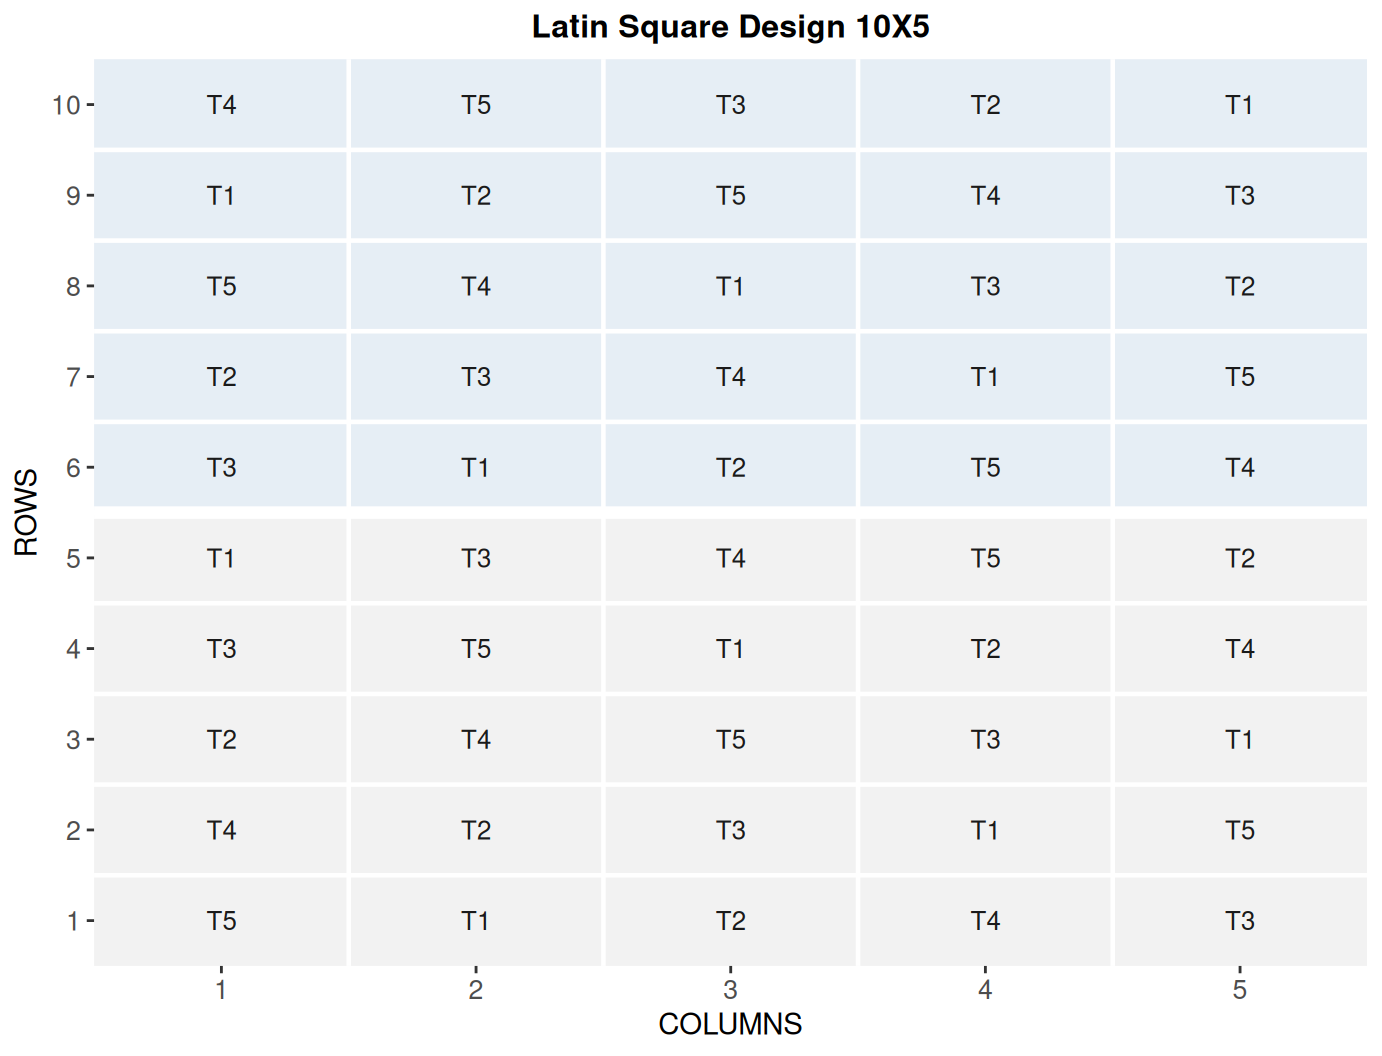 Latin Square Design 10X5
10 T4 T5 T3 T2 T1
9 T1 T2 T5 T4 T3
8 T5 T4 T1 T3 T2
7 T2 T3 T4 T1 T5
6 T3 T1 T2 T5 T4
ROWS
5 T1 T3 T4 T5 T2
4 T3 T5 T1 T2 T4
3 T2 T4 T5 T3 T1
2 T4 T2 T3 T1 T5
1 T5 T1 T2 T4 T3
1 2 3 4 5
COLUMNS